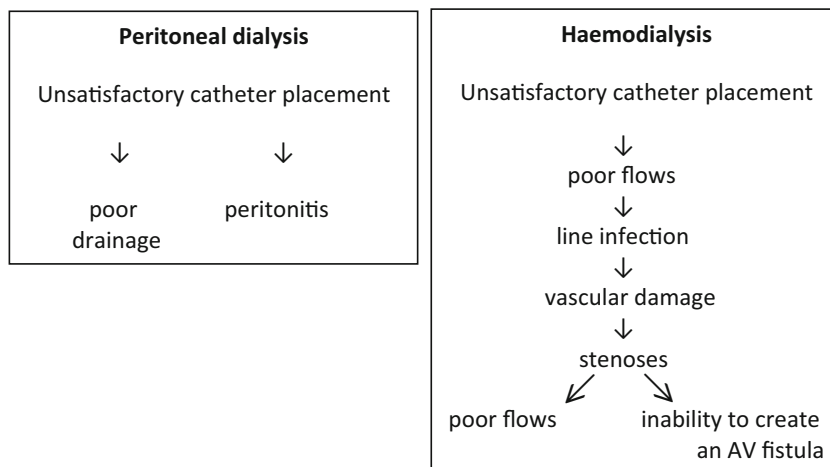 Peritoneal dialysis
Unsatisfactory catheter placement
↓ ↓
poor drainage
peritonitis
Haemodialysis
Unsatisfactory catheter placement
↓
poor flows
↓
line infection
↓
vascular damage
↓
stenoses
↙ ↘
poor flows
inability to create
an AV fistula